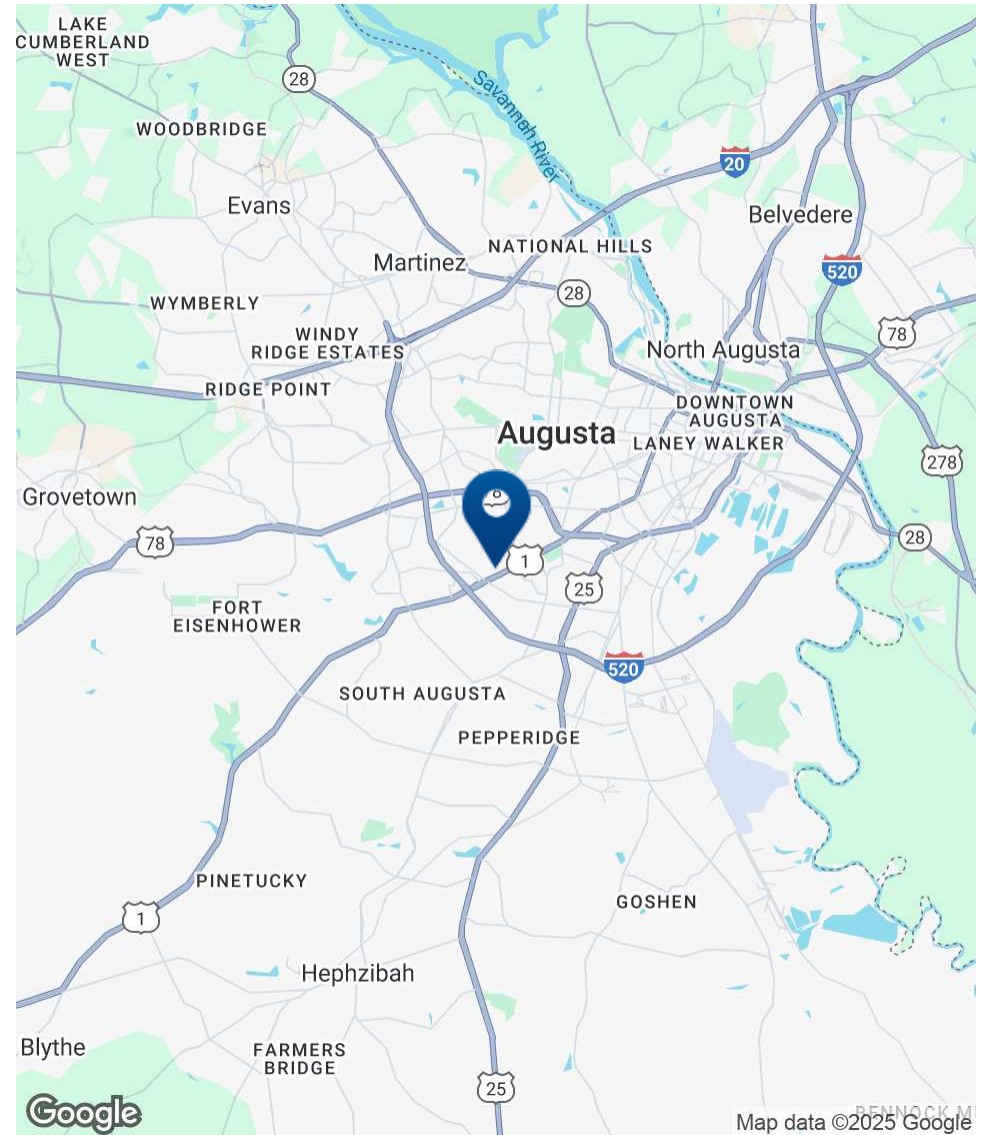 LAKE
CUMBERLAND
WEST
28
Savannah River
WOODBRIDGE
20
Evans
Belvedere
NATIONAL HILLS
Martinez
520
28
WYMBERLY
78
WINDY
RIDGE ESTATES
North Augusta
RIDGE POINT
DOWNTOWN
AUGUSTA
Augusta
LANEY WALKER
278
Grovetown
78
28
1
25
FORT
EISENHOWER
520
SOUTH AUGUSTA
PEPPERIDGE
PINETUCKY
GOSHEN
1
Hephzibah
Blythe
FARMERS
BRIDGE
25
Google
Map data ©2025 Google